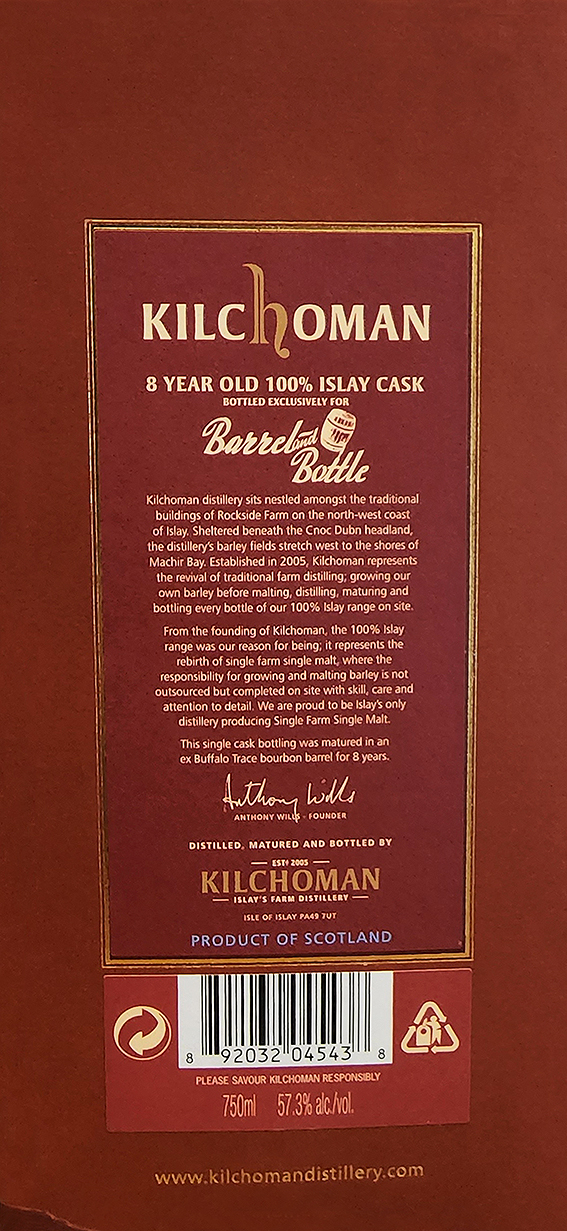 KILCHOMAN
8 YEAR OLD 100% ISLAY CASK
BOTTLED EXCLUSIVELY FOR
Barrel and
Bottle
Kilchoman distillery sits nestled amongst the traditional
buildings of Rockside Farm on the north-west coast
of Islay. Sheltered beneath the Cnoc Dubn headland,
the distillery's barley fields stretch west to the shores of
Machir Bay. Established in 2005, Kilchoman represents
the revival of traditional farm distilling; growing our
own barley before malting, distilling, maturing and
bottling every bottle of our 100% Islay range on site.
From the founding of Kilchoman, the 100% Islay
range was our reason for being; it represents the
rebirth of single farm single malt, where the
responsibility for growing and malting barley is not
outsourced but completed on site with skill, care and
attention to detail. We are proud to be Islay's only
distillery producing Single Farm Single Malt.
This single cask bottling was matured in an
ex Buffalo Trace bourbon barrel for 8 years.
Anthony Wills
ANTHONY WILLS - FOUNDER
DISTILLED, MATURED AND BOTTLED BY
ESTD 2005
KILCHOMAN
ISLAY'S FARM DISTILLERY
ISLE OF ISLAY PA49 7UT
PRODUCT OF SCOTLAND
8 92032 04543 8
PLEASE SAVOUR KILCHOMAN RESPONSIBLY
750ml 57.3% alc./vol.
www.kilchomandistillery.com